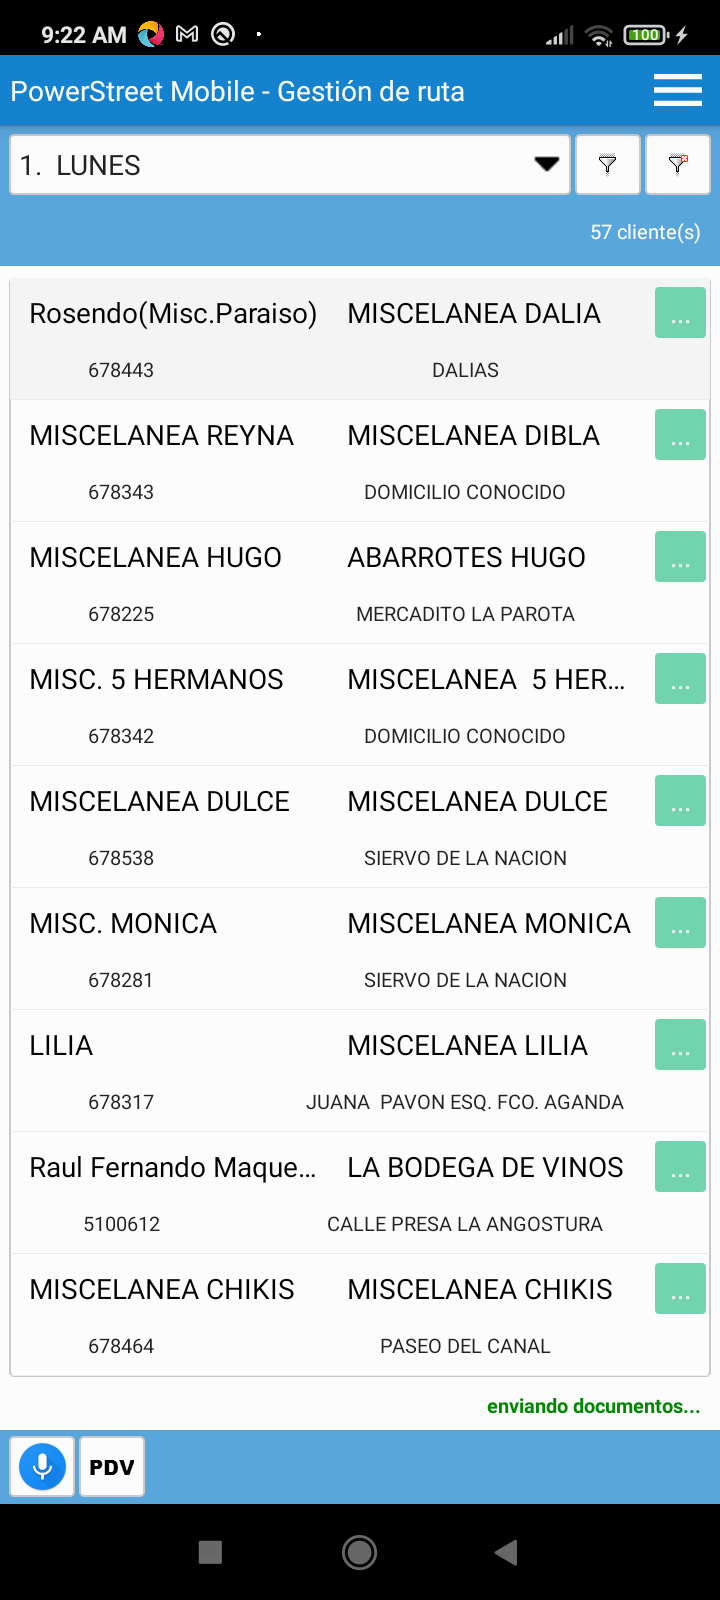 9:22 AM
100
PowerStreet Mobile - Gestión de ruta
1.  LUNES
57 cliente(s)
Rosendo(Misc.Paraiso) MISCELANEA DALIA ...
678443 DALIAS
MISCELANEA REYNA MISCELANEA DIBLA ...
678343 DOMICILIO CONOCIDO
MISCELANEA HUGO ABARROTES HUGO ...
678225 MERCADITO LA PAROTA
MISC. 5 HERMANOS MISCELANEA  5 HER... ...
678342 DOMICILIO CONOCIDO
MISCELANEA DULCE MISCELANEA DULCE ...
678538 SIERVO DE LA NACION
MISC. MONICA MISCELANEA MONICA ...
678281 SIERVO DE LA NACION
LILIA MISCELANEA LILIA ...
678317 JUANA  PAVON ESQ. FCO. AGANDA
Raul Fernando Maque... LA BODEGA DE VINOS ...
5100612 CALLE PRESA LA ANGOSTURA
MISCELANEA CHIKIS MISCELANEA CHIKIS ...
678464 PASEO DEL CANAL
enviando documentos...
PDV